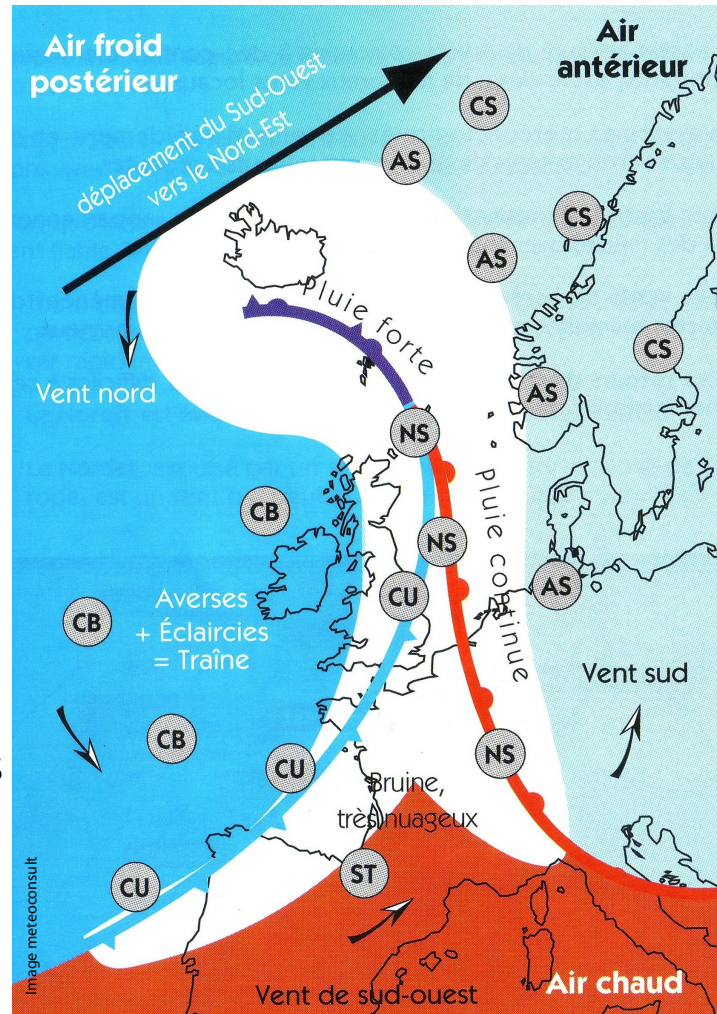 Air froid
postérieur
Air
antérieur
déplacement du Sud-Ouest
vers le Nord-Est
CS
AS
CS
AS
Pluie forte
CS
Vent nord
AS
NS
pluie continue
CB
NS
AS
CU
CB
Averses
+ Éclaircies
= Traîne
Vent sud
CB
NS
CU
Bruine,
très nuageux
ST
CU
Image meteoconsult
Air chaud
Vent de sud-ouest